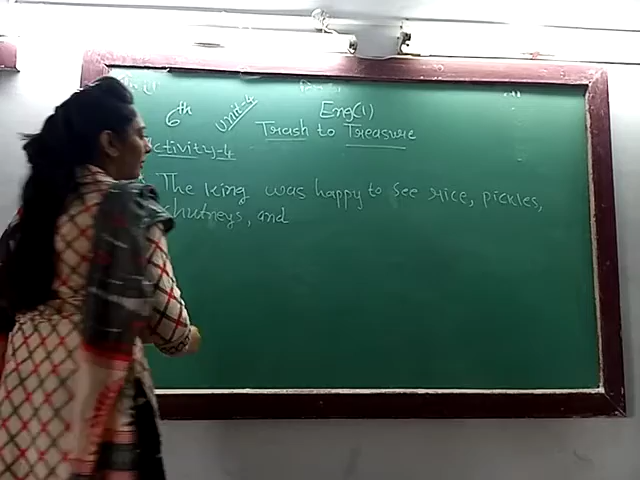 6th
Unit-4
Eng(1)
Trash to Treasure
Activity-4
The king was happy to see rice, pickles,
chutneys, and